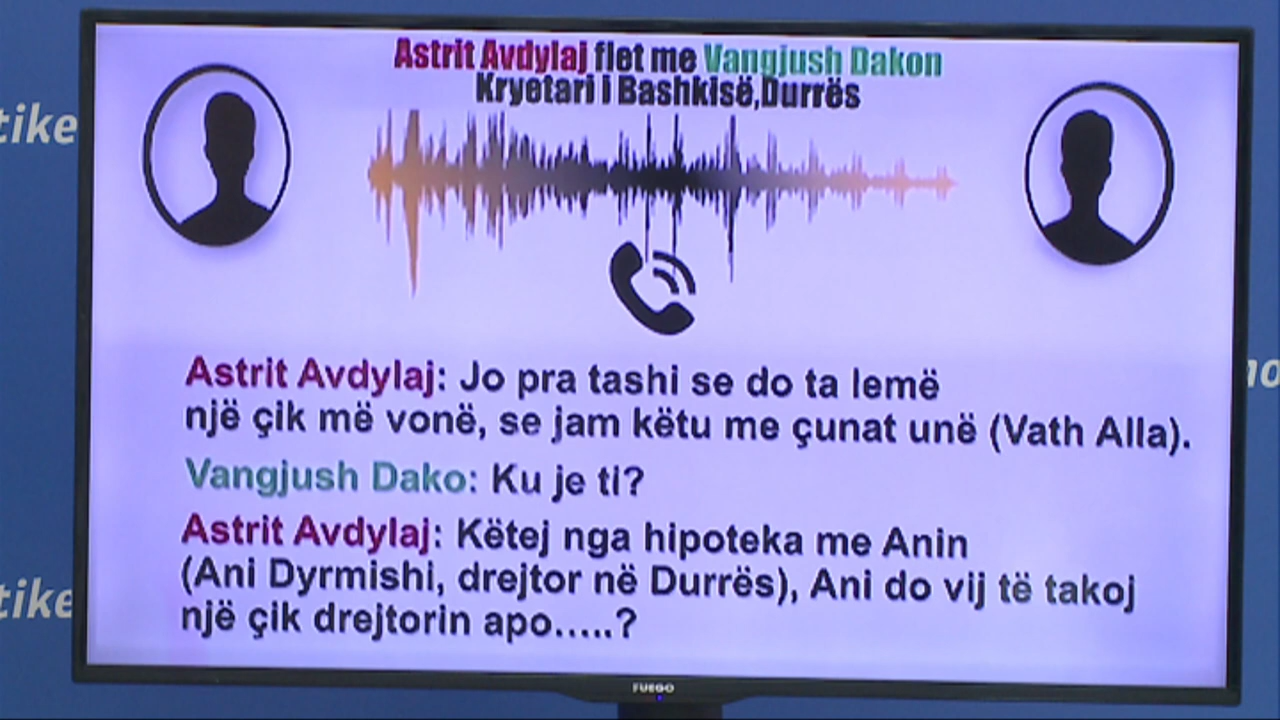 Astrit Avdylaj flet me Vangjush Dakon
Kryetari i Bashkisë,Durrës
tike
no
Astrit Avdylaj: Jo pra tashi se do ta lemë
një çik më vonë, se jam këtu me çunat unë (Vath Alla).
Vangjush Dako: Ku je ti?
Astrit Avdylaj: Këtej nga hipoteka me Anin
(Ani Dyrmishi, drejtor në Durrës), Ani do vij të takoj
një çik drejtorin apo.....?
tike
FUEGO